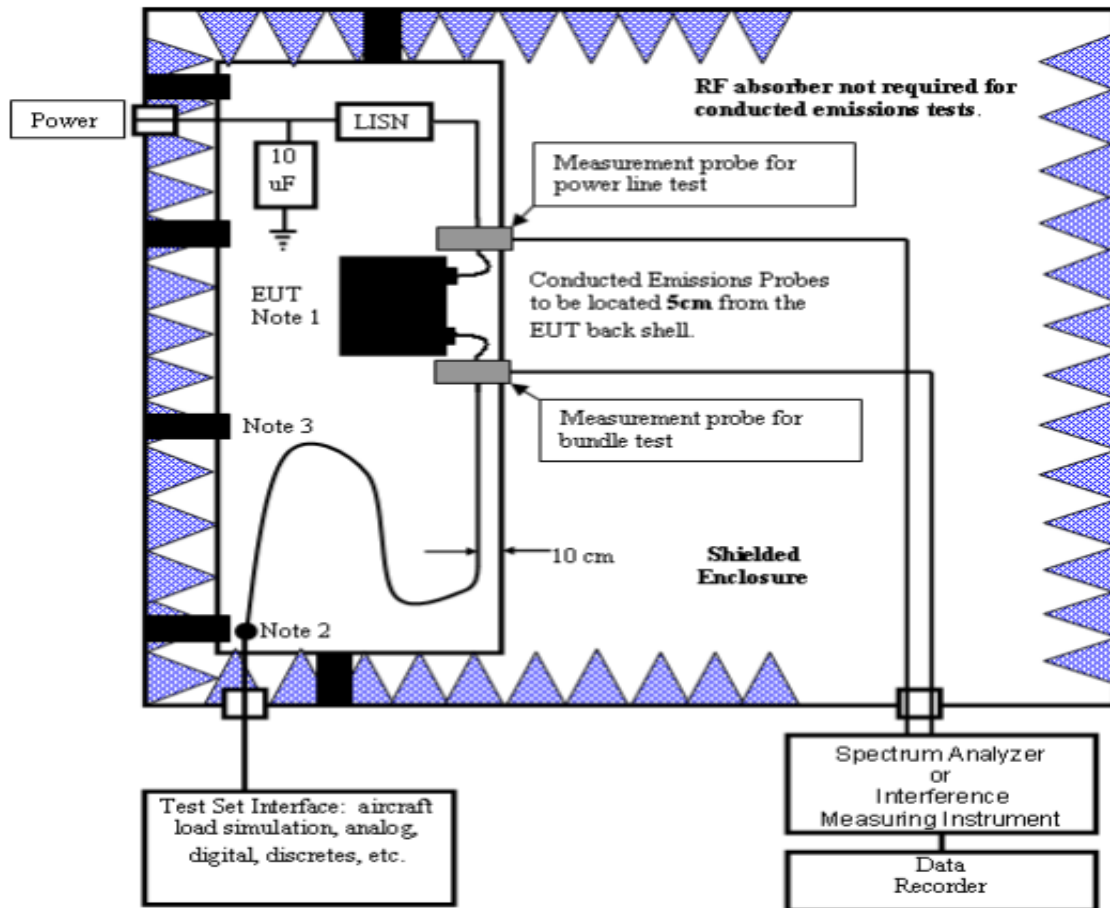 RF absorber not required for
conducted emissions tests.
Power
LISN
10
uF
Measurement probe for
power line test
EUT
Note 1
Conducted Emissions Probes
to be located 5cm from the
EUT back shell.
Note 3
Measurement probe for
bundle test
10 cm
Shielded
Enclosure
Note 2
Test Set Interface: aircraft
load simulation, analog,
digital, discretes, etc.
Spectrum Analyzer
or
Interference
Measuring Instrument
Data
Recorder